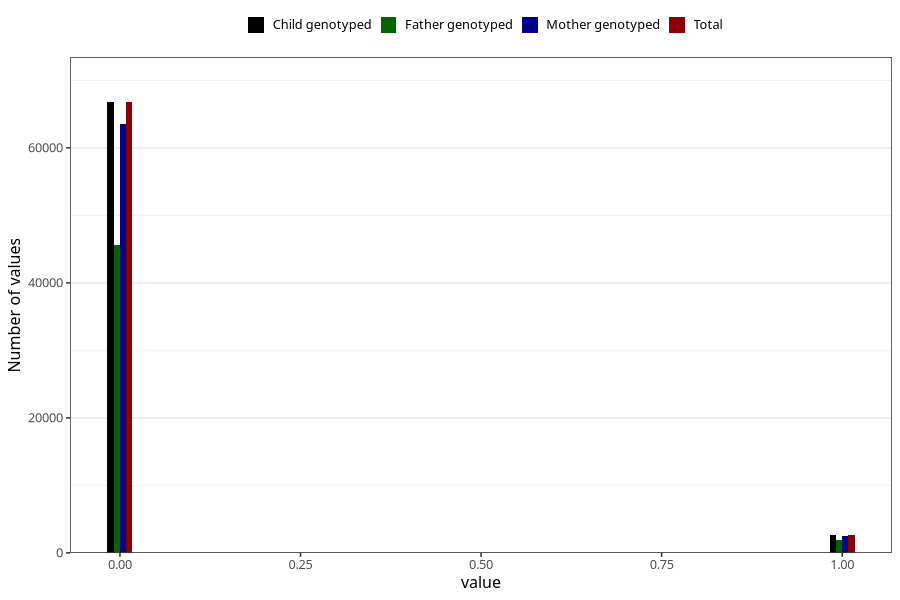 Child genotyped Father genotyped Mother genotyped Total
Number of values
60000
40000
20000
0
0.00 0.25 0.50 0.75 1.00
value